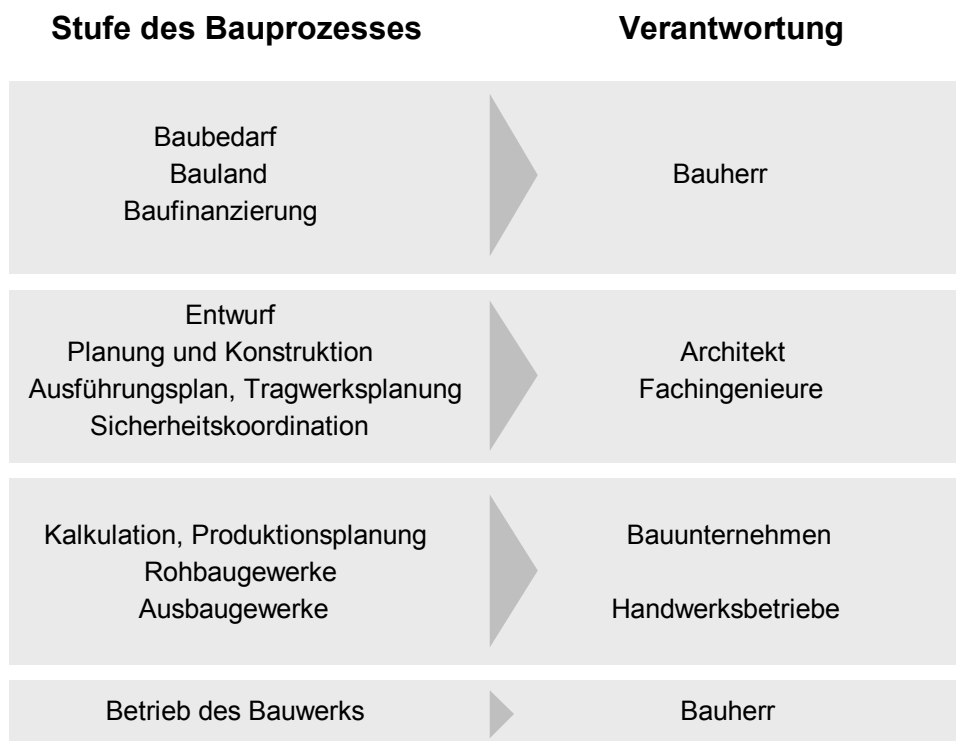 Stufe des Bauprozesses
Verantwortung
Baubedarf
Bauland
Baufinanzierung
Bauherr
Entwurf
Planung und Konstruktion
Ausführungsplan, Tragwerksplanung
Sicherheitskoordination
Architekt
Fachingenieure
Kalkulation, Produktionsplanung
Rohbaugewerke
Ausbaugewerke
Bauunternehmen
Handwerksbetriebe
Betrieb des Bauwerks
Bauherr